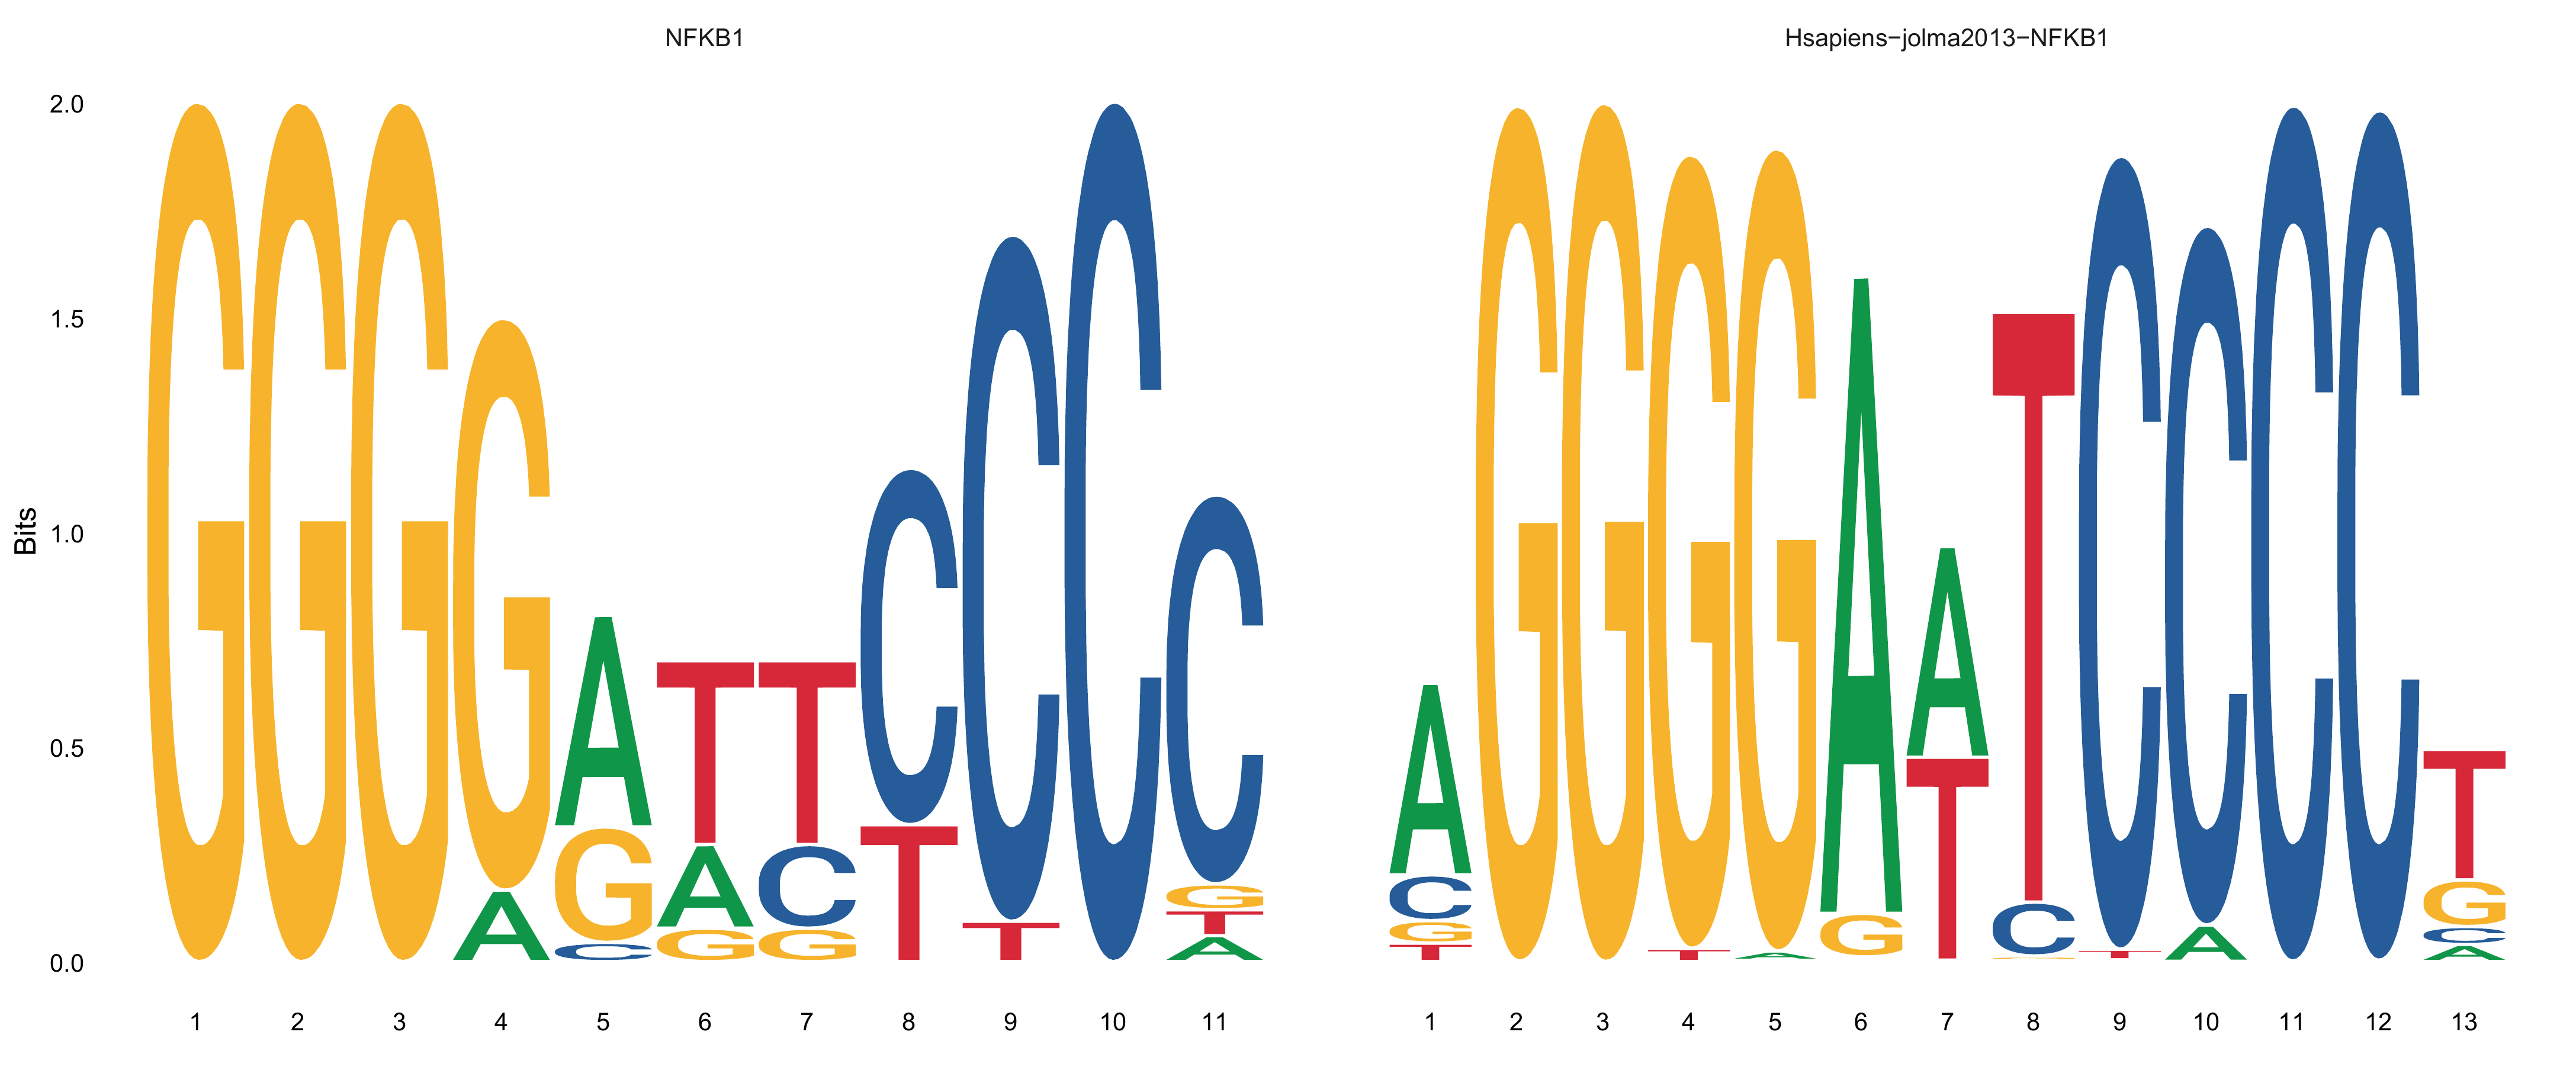 NFKB1
Hsapiens−jolma2013−NFKB1
Bits
2.0
1.5
1.0
0.5
0.0
G G G G A T T C C C C
A G A C T T G
C G G T
A
1 2 3 4 5 6 7 8 9 10 11
A G G G G A A T C C C C T
C T A G T C T A G
G C
T A
1 2 3 4 5 6 7 8 9 10 11 12 13